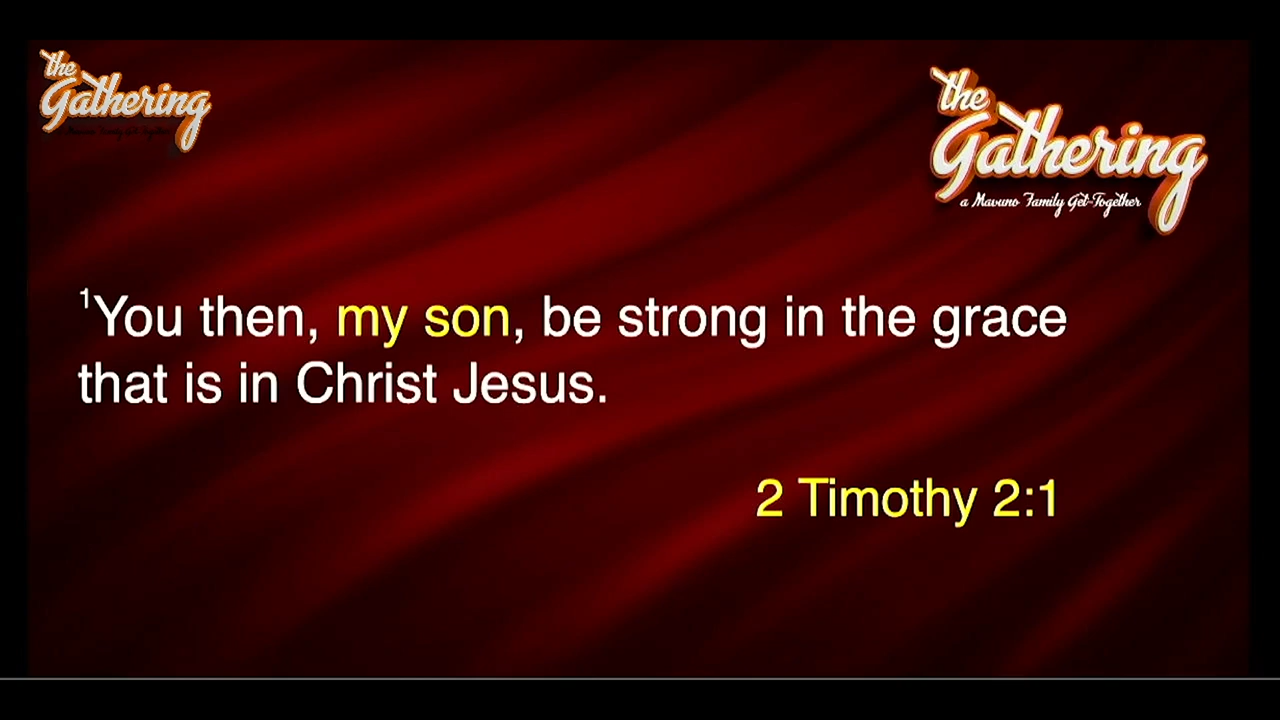 the
Gathering
the
Gathering
a Mavuno Family Get-Together
¹You then, my son, be strong in the grace
that is in Christ Jesus.
2 Timothy 2:1